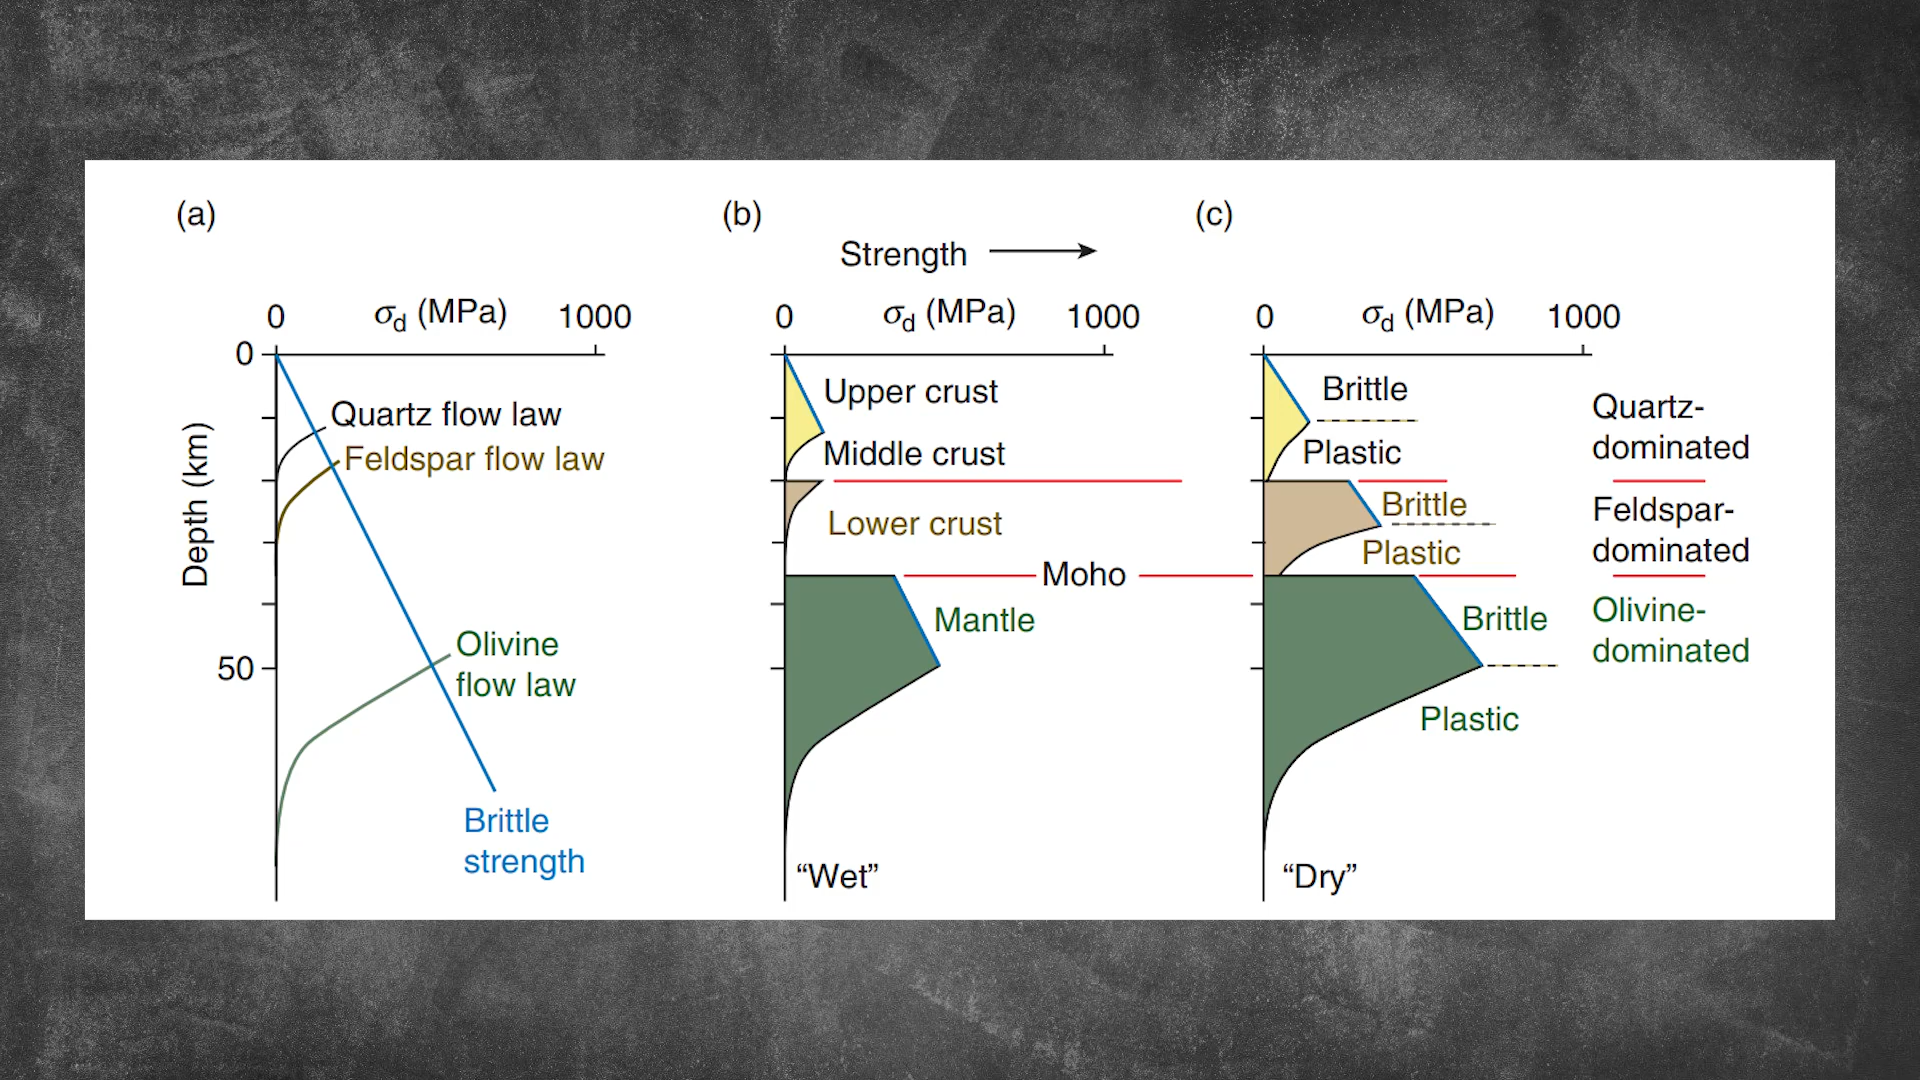 (a)
(b)
(c)
Strength
0 σd (MPa) 1000
0 σd (MPa) 1000
0 σd (MPa) 1000
0
50
Depth (km)
Quartz flow law
Feldspar flow law
Olivine
flow law
Brittle
strength
Upper crust
Middle crust
Lower crust
Moho
Mantle
“Wet”
Brittle
Plastic
Brittle
Plastic
Brittle
Plastic
“Dry”
Quartz-
dominated
Feldspar-
dominated
Olivine-
dominated